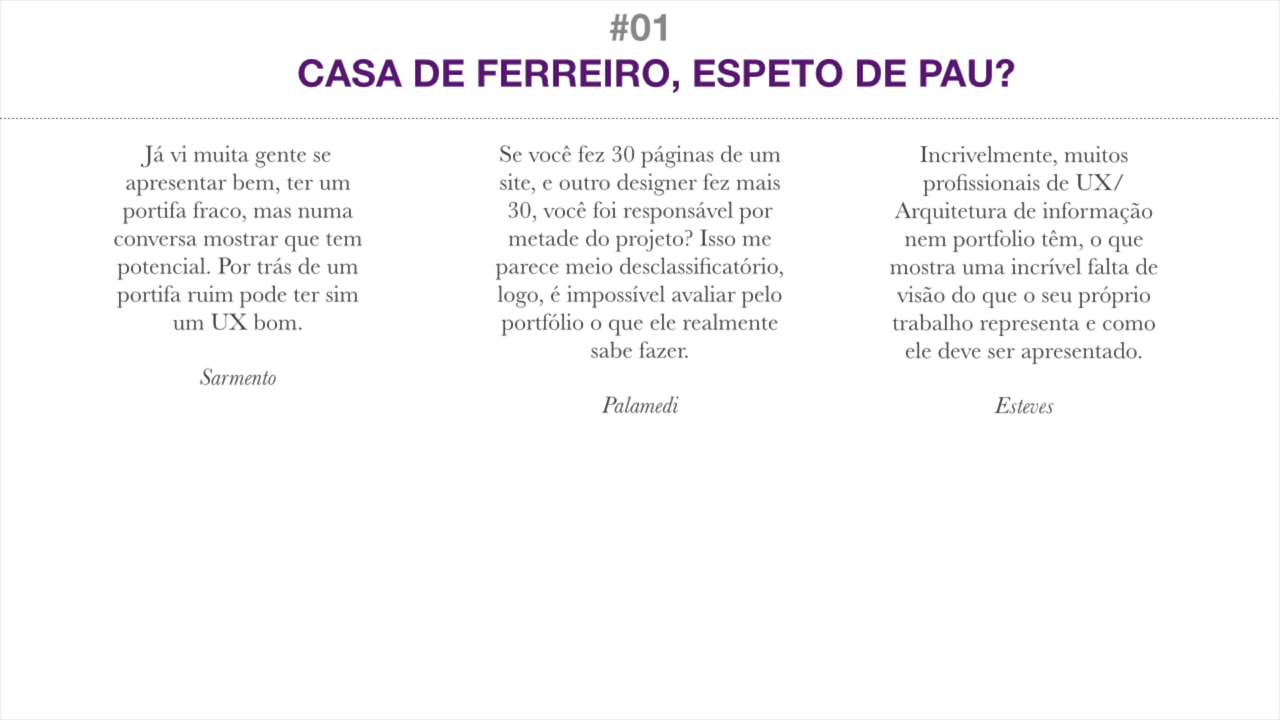 #01
CASA DE FERREIRO, ESPETO DE PAU?
Já vi muita gente se
apresentar bem, ter um
portifa fraco, mas numa
conversa mostrar que tem
potencial. Por trás de um
portifa ruim pode ter sim
um UX bom.
Sarmento
Se você fez 30 páginas de um
site, e outro designer fez mais
30, você foi responsável por
metade do projeto? Isso me
parece meio desclassificatório,
logo, é impossível avaliar pelo
portfólio o que ele realmente
sabe fazer.
Palamedi
Incrivelmente, muitos
profissionais de UX/
Arquitetura de informação
nem portfolio têm, o que
mostra uma incrível falta de
visão do que o seu próprio
trabalho representa e como
ele deve ser apresentado.
Esteves